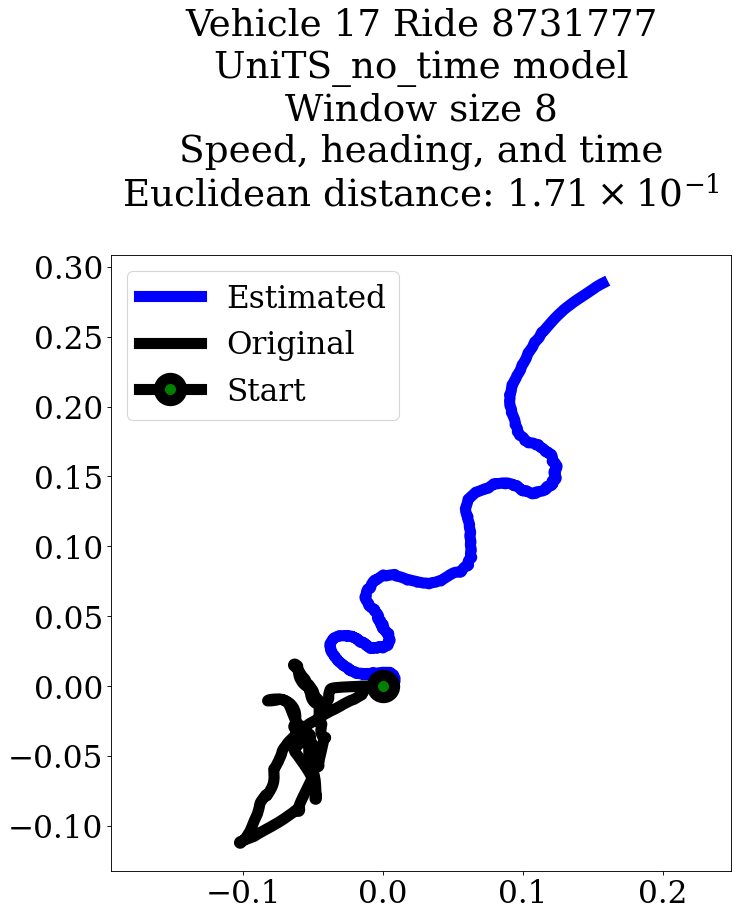 Vehicle 17 Ride 8731777
UniTS_no_time model
Window size 8
Speed, heading, and time
Euclidean distance: 1.71 × 10⁻¹
0.30
Estimated
0.25
Original
Start
0.20
0.15
0.10
0.05
0.00
−0.05
−0.10
−0.1 0.0 0.1 0.2